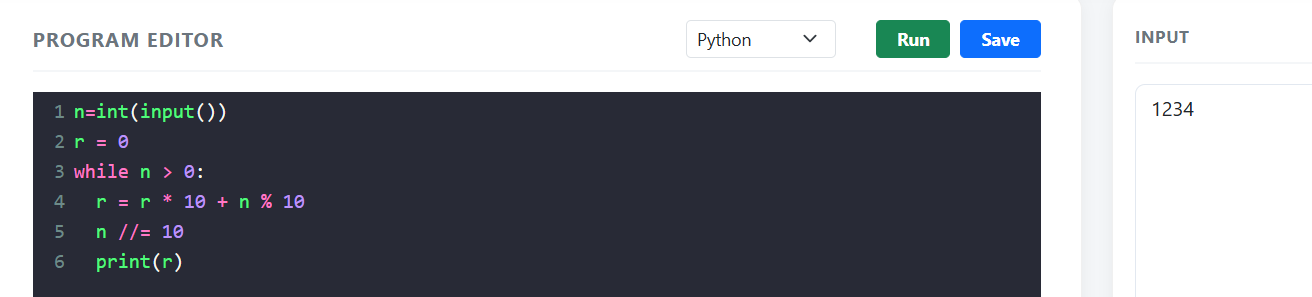 PROGRAM EDITOR
Python
Run
Save
1 n=int(input())
2 r = 0
3 while n > 0:
4   r = r * 10 + n % 10
5   n //= 10
6   print(r)
INPUT
1234